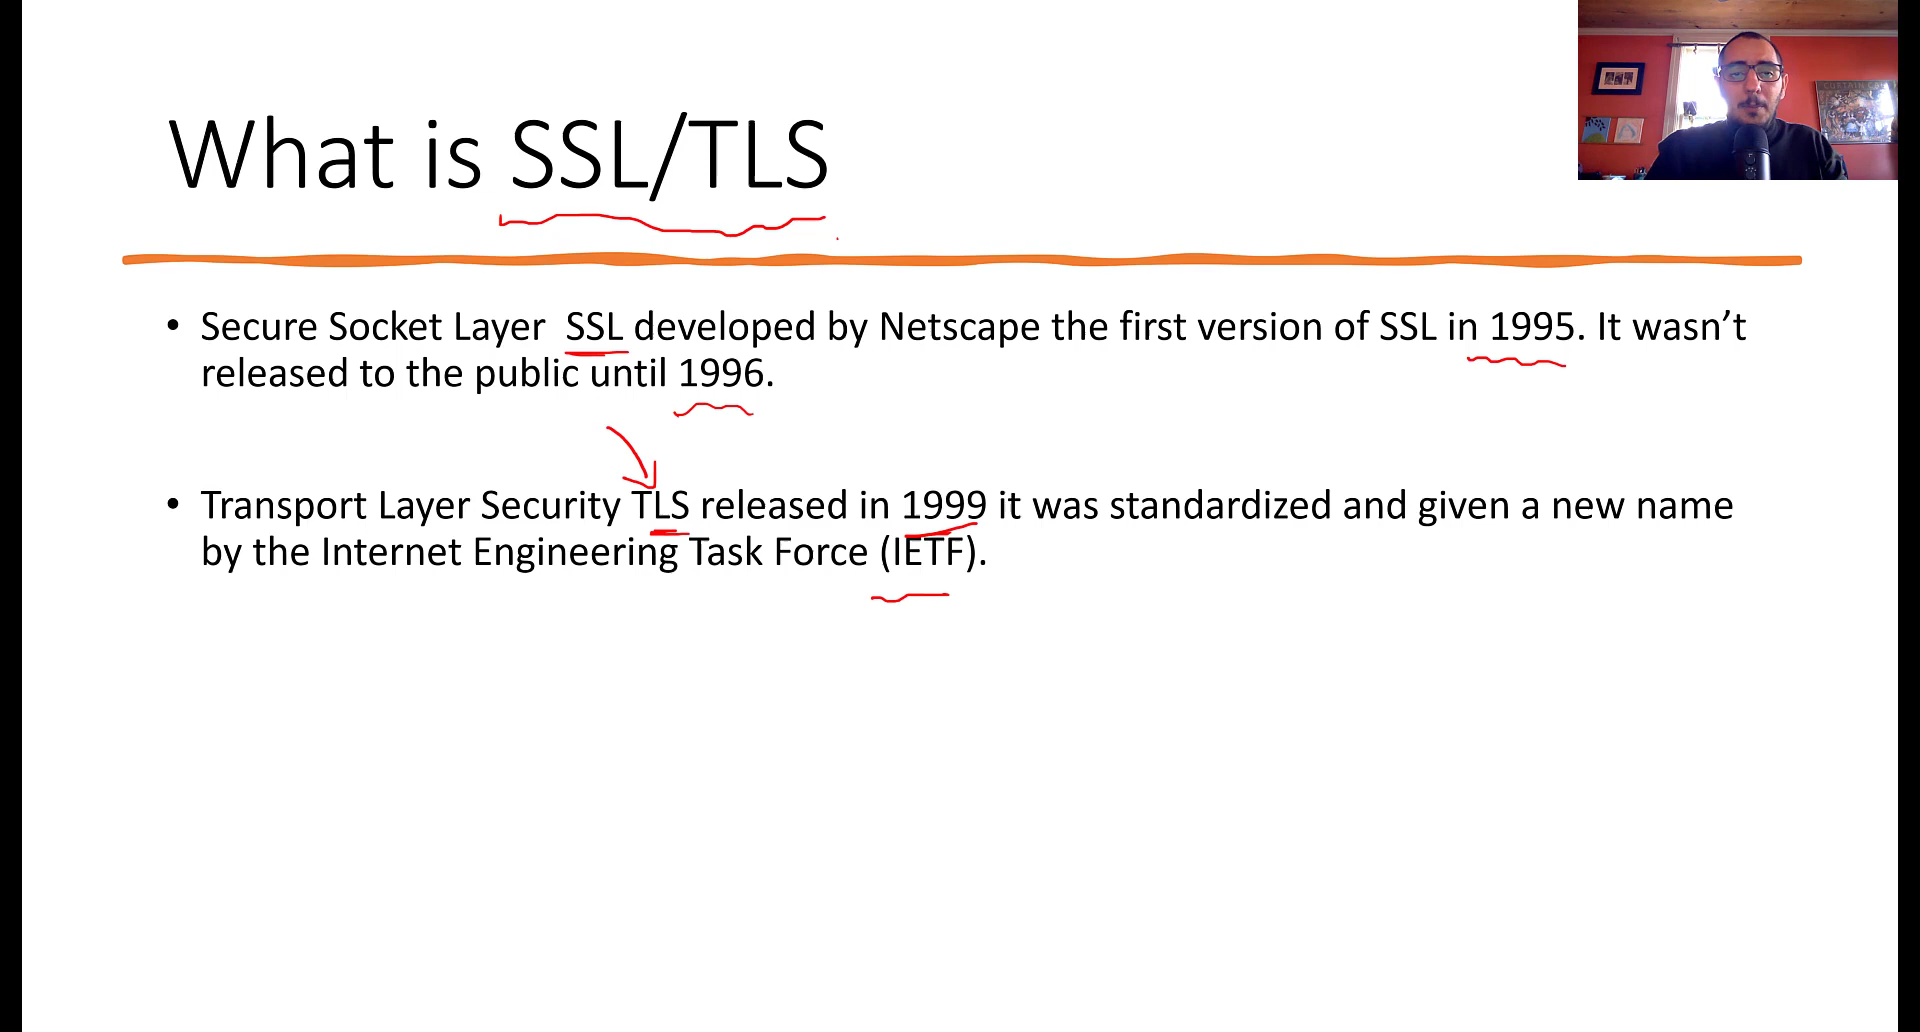 What is SSL/TLS
• Secure Socket Layer  SSL developed by Netscape the first version of SSL in 1995. It wasn’t
released to the public until 1996.
• Transport Layer Security TLS released in 1999 it was standardized and given a new name
by the Internet Engineering Task Force (IETF).